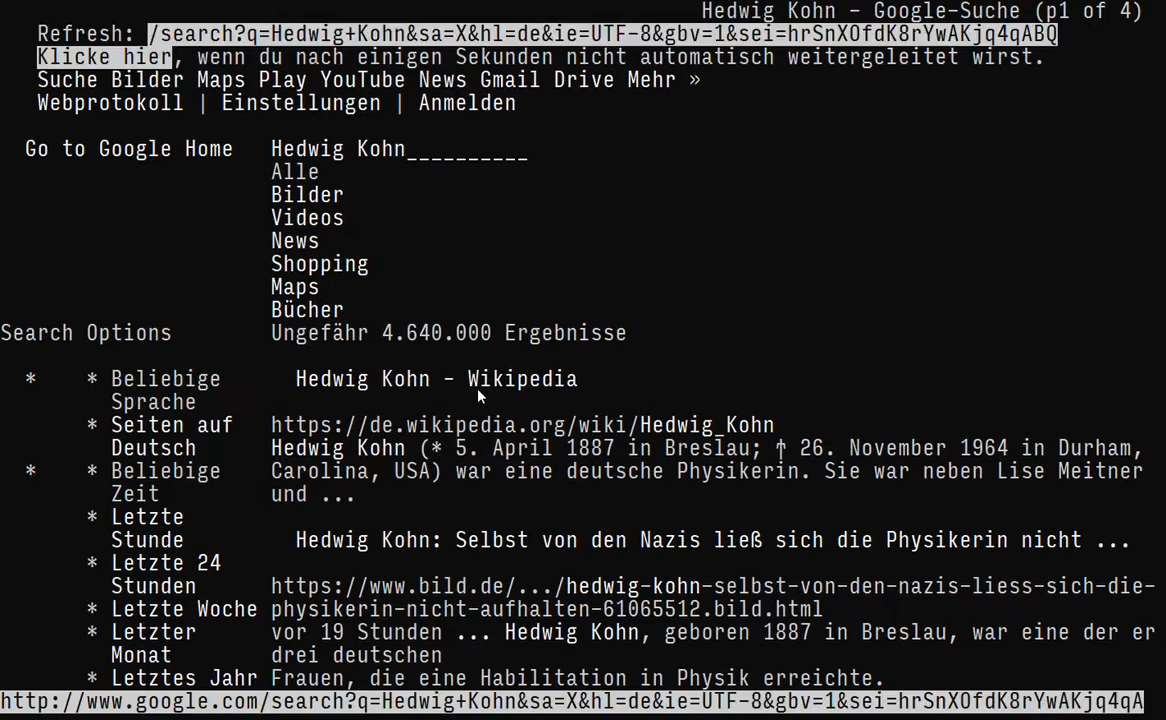 Hedwig Kohn - Google-Suche (p1 of 4)
Refresh: /search?q=Hedwig+Kohn&sa=X&hl=de&ie=UTF-8&gbv=1&sei=hrSnXOfdK8rYwAKjq4qABQ
Klicke hier, wenn du nach einigen Sekunden nicht automatisch weitergeleitet wirst.
Suche Bilder Maps Play YouTube News Gmail Drive Mehr »
Webprotokoll | Einstellungen | Anmelden
Go to Google Home Hedwig Kohn__________
Alle
Bilder
Videos
News
Shopping
Maps
Bücher
Search Options Ungefähr 4.640.000 Ergebnisse
* * Beliebige Hedwig Kohn - Wikipedia
Sprache
* Seiten auf https://de.wikipedia.org/wiki/Hedwig_Kohn
Deutsch Hedwig Kohn (* 5. April 1887 in Breslau; † 26. November 1964 in Durham,
* * Beliebige Carolina, USA) war eine deutsche Physikerin. Sie war neben Lise Meitner
Zeit und ...
* Letzte
Stunde Hedwig Kohn: Selbst von den Nazis ließ sich die Physikerin nicht ...
* Letzte 24
Stunden https://www.bild.de/.../hedwig-kohn-selbst-von-den-nazis-liess-sich-die-
* Letzte Woche physikerin-nicht-aufhalten-61065512.bild.html
* Letzter vor 19 Stunden ... Hedwig Kohn, geboren 1887 in Breslau, war eine der er
Monat drei deutschen
* Letztes Jahr Frauen, die eine Habilitation in Physik erreichte.
http://www.google.com/search?q=Hedwig+Kohn&sa=X&hl=de&ie=UTF-8&gbv=1&sei=hrSnXOfdK8rYwAKjq4qA